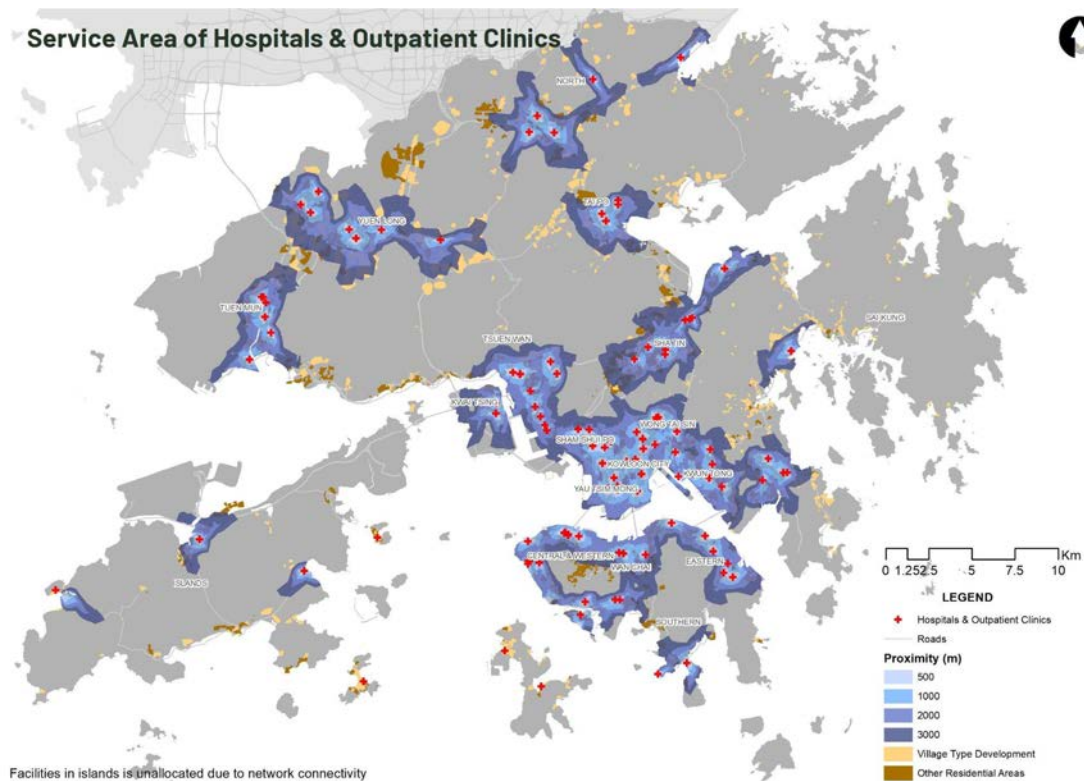 Service Area of Hospitals & Outpatient Clinics
NORTH
TAI PO
YUEN LONG
TUEN MUN
SAI KUNG
TSUEN WAN
SHA TIN
KWAI TSING
WONG TAI SIN
SHAM SHUI PO
KOWLOON CITY
KWUN TONG
YAU TSIM MONG
CENTRAL & WESTERN
WAN CHAI
EASTERN
ISLANDS
SOUTHERN
Km
0 1.25 2.5 5 7.5 10
LEGEND
Hospitals & Outpatient Clinics
Roads
Proximity (m)
500
1000
2000
3000
Village Type Development
Other Residential Areas
Facilities in islands is unallocated due to network connectivity